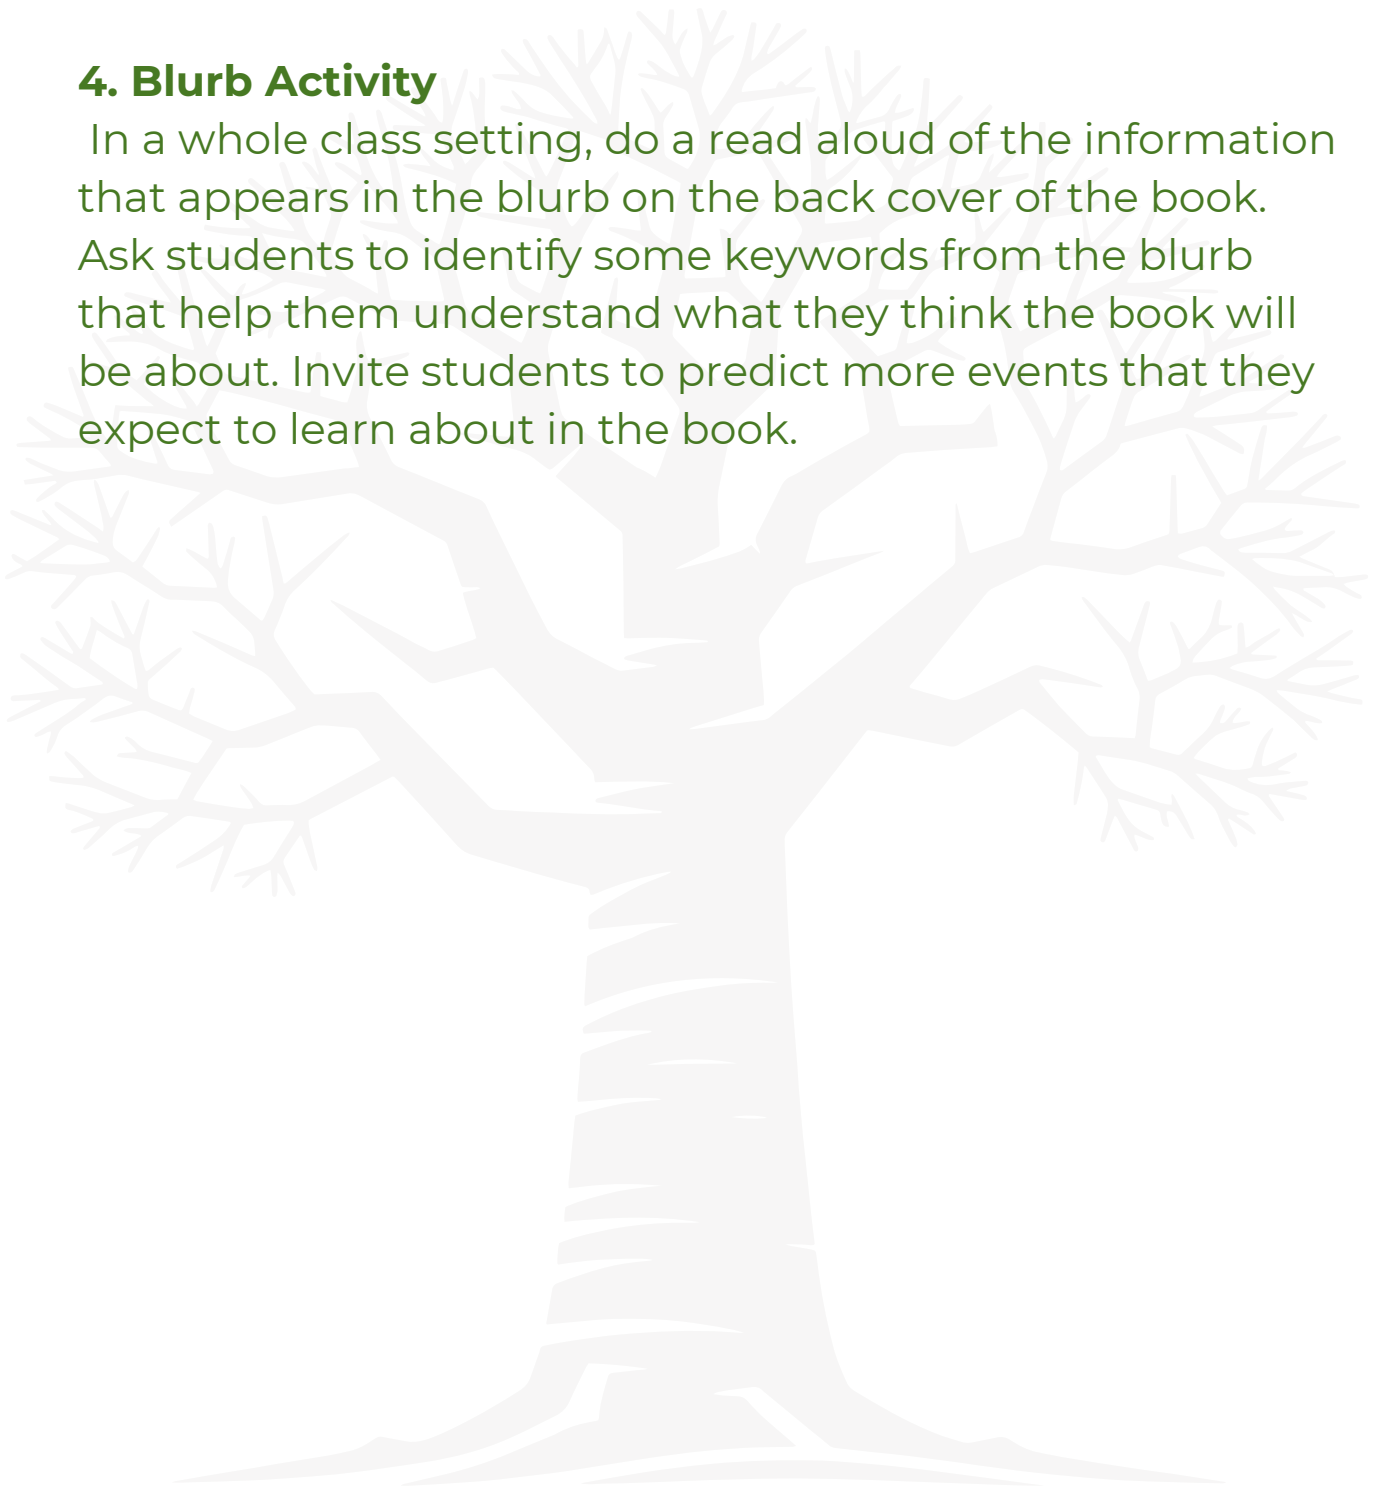 4. Blurb Activity
In a whole class setting, do a read aloud of the information
that appears in the blurb on the back cover of the book.
Ask students to identify some keywords from the blurb
that help them understand what they think the book will
be about. Invite students to predict more events that they
expect to learn about in the book.